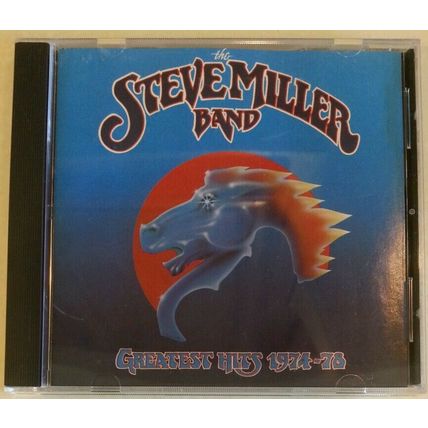 the
STEVE MILLER
BAND
GREATEST HITS 1974-78